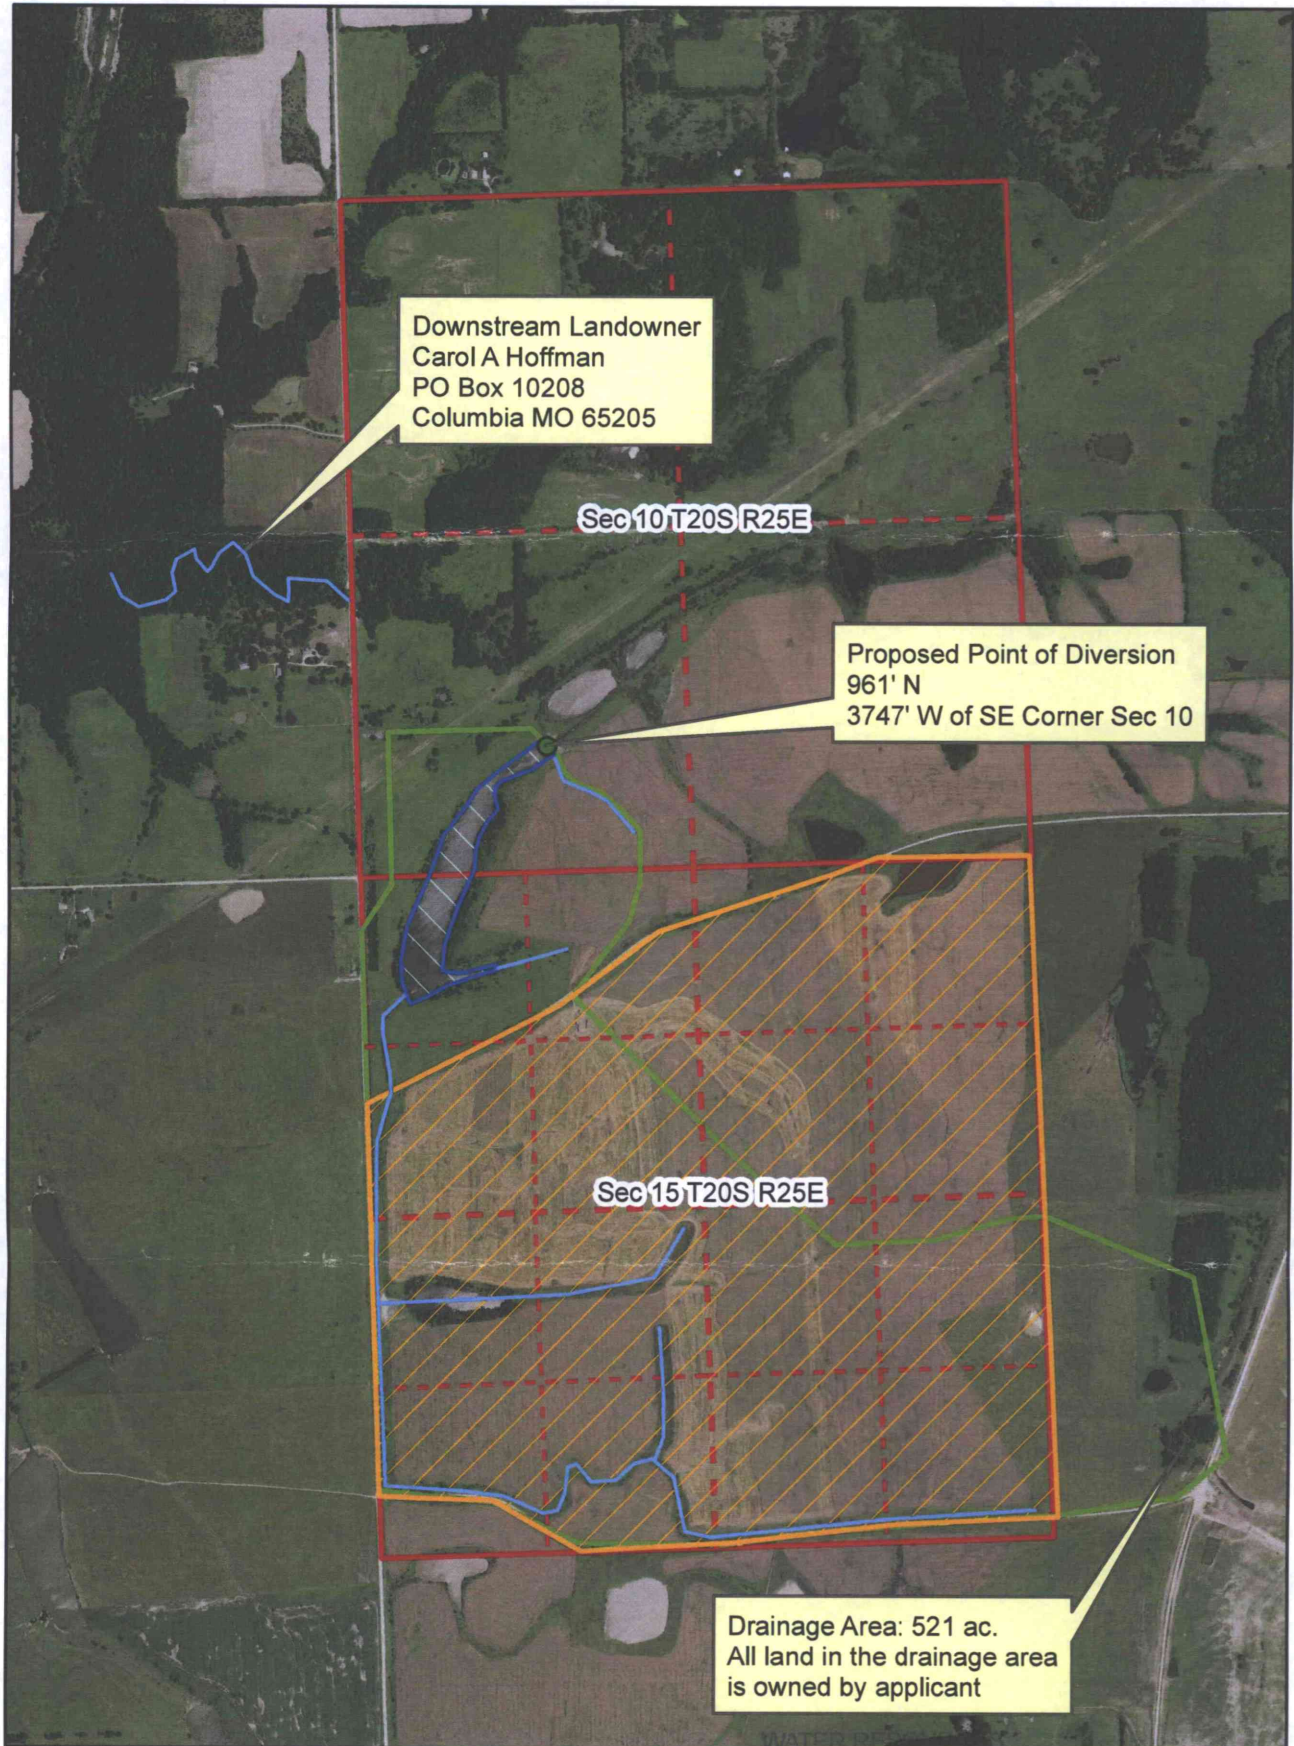 Downstream Landowner
Carol A Hoffman
PO Box 10208
Columbia MO 65205
Sec 10 T20S R25E
Proposed Point of Diversion
961' N
3747' W of SE Corner Sec 10
Sec 15 T20S R25E
Drainage Area: 521 ac.
All land in the drainage area
is owned by applicant